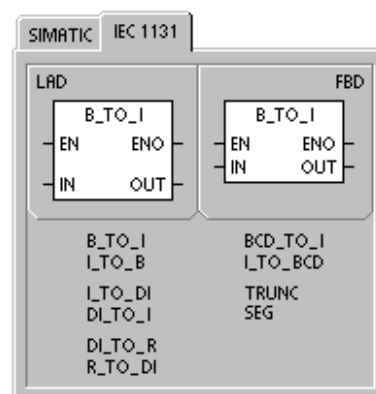 SIMATIC IEC 1131
LAD
B_TO_I
EN ENO
IN OUT
FBD
B_TO_I
EN ENO
IN OUT
B_TO_I
I_TO_B
I_TO_DI
DI_TO_I
DI_TO_R
R_TO_DI
BCD_TO_I
I_TO_BCD
TRUNC
SEG